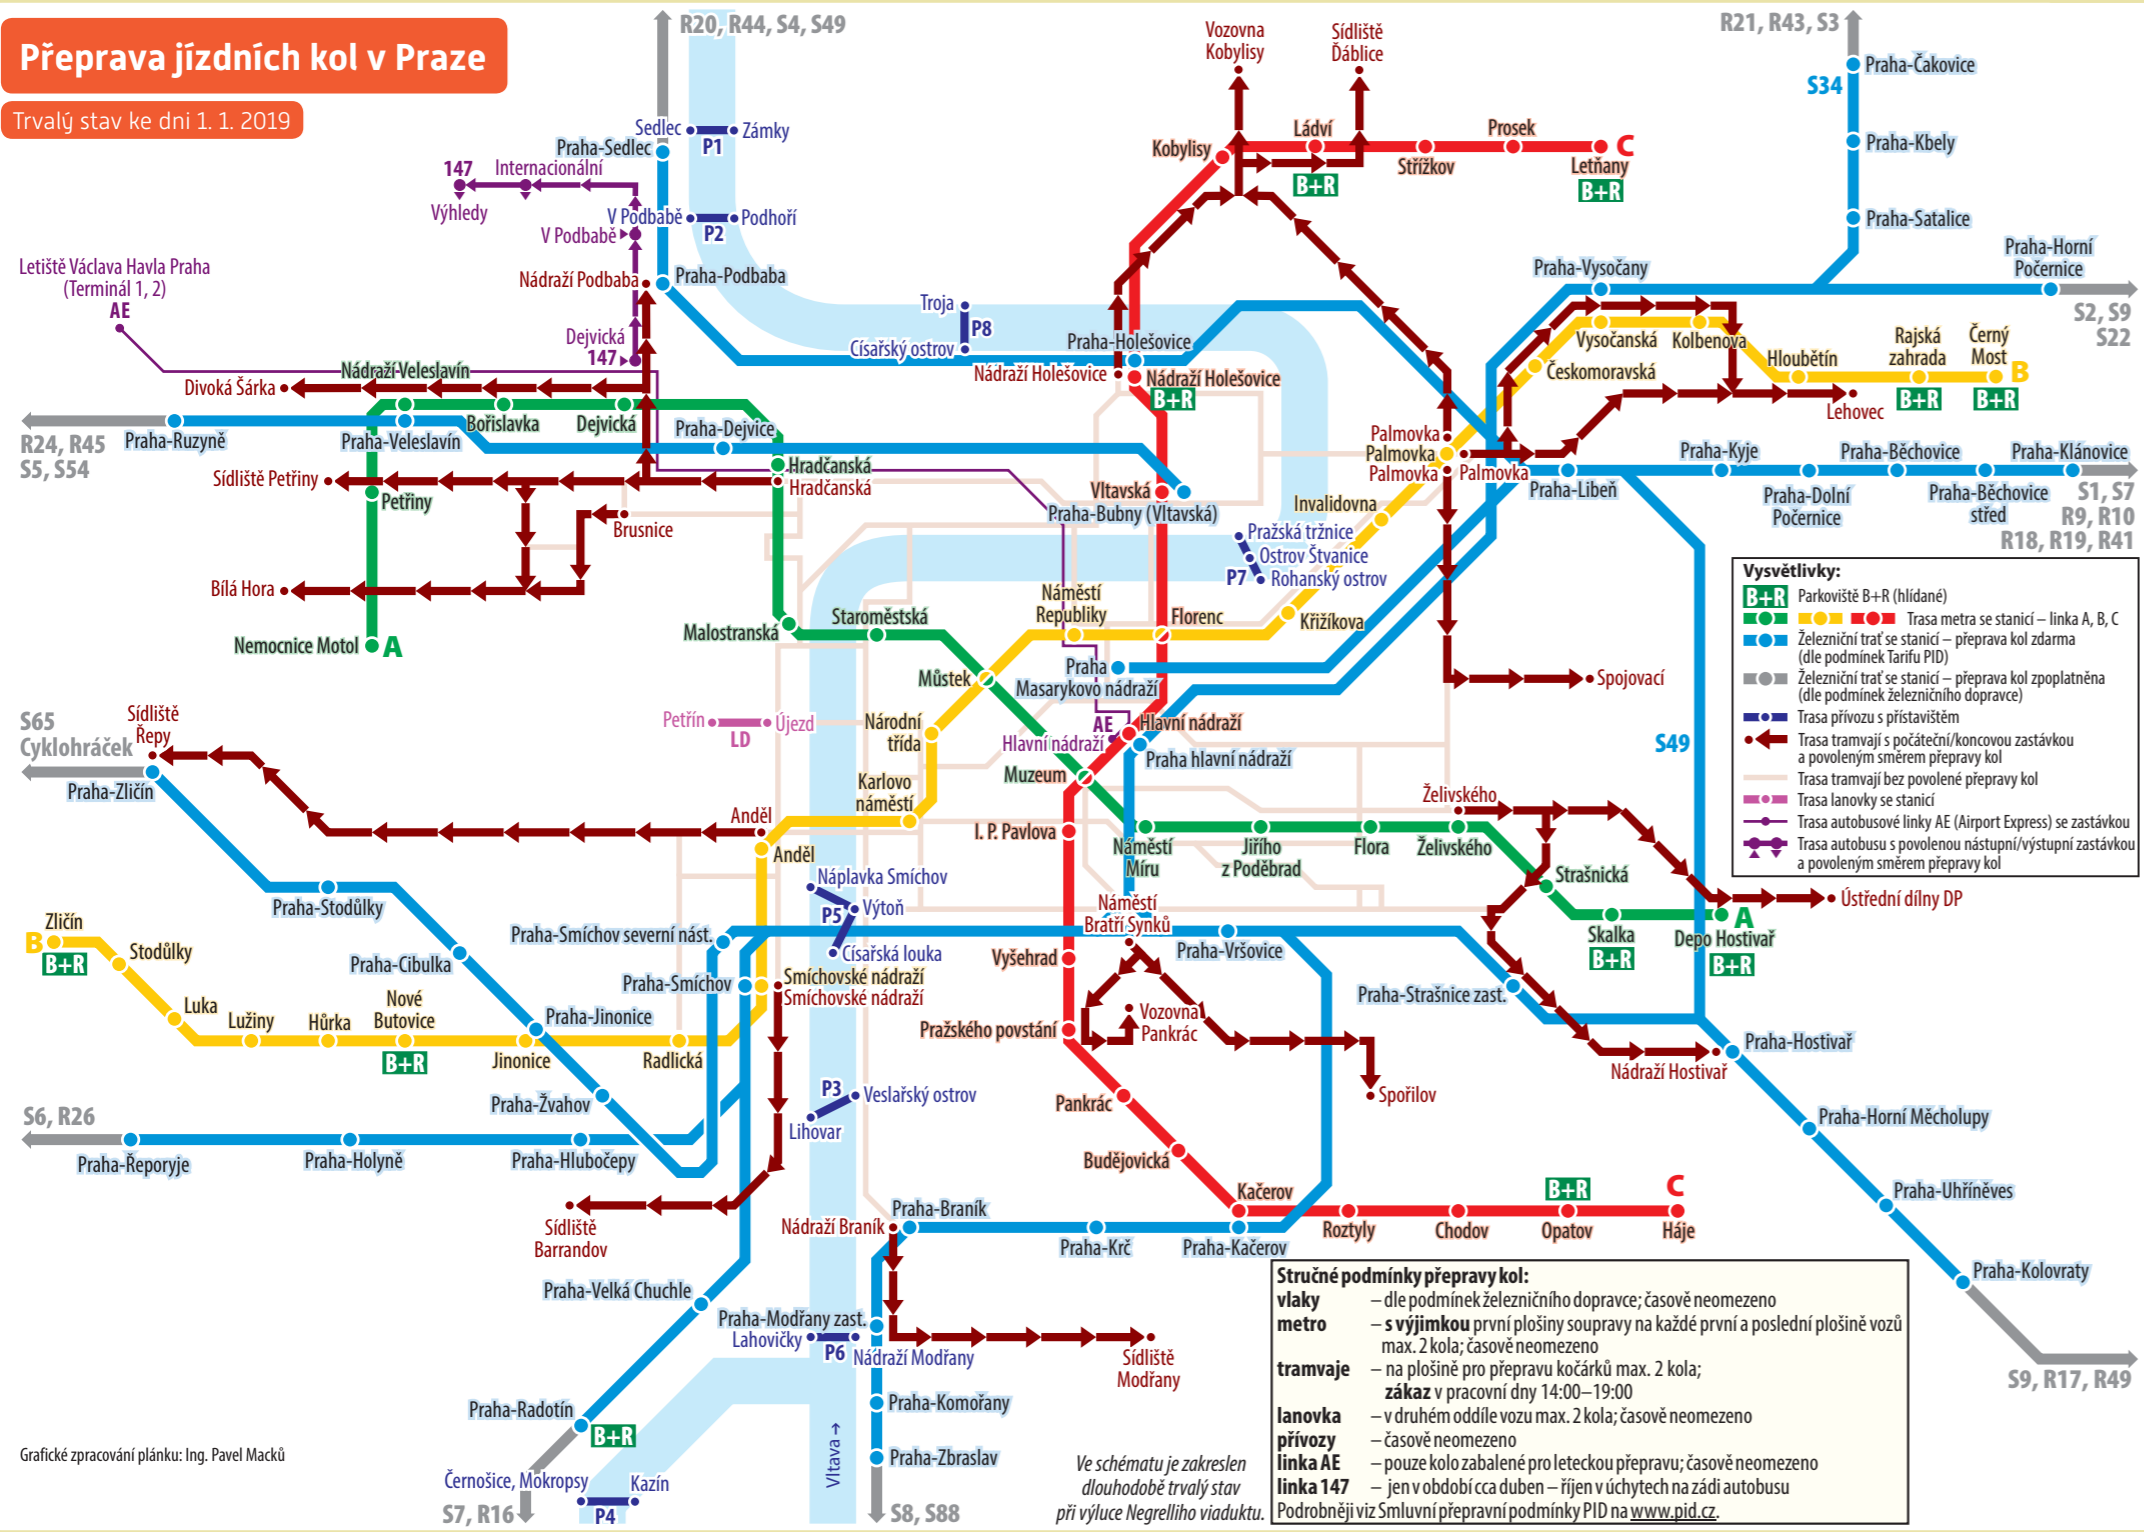 Přeprava jízdních kol v Praze
Trvalý stav ke dni 1. 1. 2019
R20, R44, S4, S49
Sedlec
Zámky
P1
Praha-Sedlec
147
Internacionální
Výhledy
V Podbabě
Podhoří
P2
V Podbabě
Letiště Václava Havla Praha
(Terminál 1, 2)
AE
Nádraží Podbaba
Praha-Podbaba
Dejvická
147
Troja
P8
Císařský ostrov
Vozovna
Kobylisy
Sídliště
Ďáblice
Kobylisy
Ládví
B+R
Střížkov
Prosek
Letňany
C
B+R
R21, R43, S3
Praha-Čakovice
S34
Praha-Kbely
Praha-Satalice
Praha-Horní
Počernice
Praha-Vysočany
S2, S9
S22
Praha-Holešovice
Nádraží Holešovice
Nádraží Holešovice
B+R
Vysočanská
Kolbenova
Českomoravská
Hloubětín
Rajská
zahrada
B+R
Černý
Most
B
B+R
Lehovec
Divoká Šárka
Nádraží Veleslavín
Bořislavka
Dejvická
R24, R45
S5, S54
Praha-Ruzyně
Praha-Veleslavín
Praha-Dejvice
Hradčanská
Hradčanská
Sídliště Petřiny
Petřiny
Brusnice
Bílá Hora
Nemocnice Motol
A
Palmovka
Palmovka
Palmovka
Palmovka
Praha-Libeň
Praha-Kyje
Praha-Dolní
Počernice
Praha-Běchovice
Praha-Běchovice
střed
Praha-Klánovice
S1, S7
R9, R10
R18, R19, R41
Vltavská
Praha-Bubny (Vltavská)
Invalidovna
Pražská tržnice
Ostrov Štvanice
P7
Rohanský ostrov
Křižíkova
Florenc
Náměstí
Republiky
Staroměstská
Malostranská
Můstek
Praha
Masarykovo nádraží
Spojovací
Vysvětlivky:
B+R
Parkoviště B+R (hlídané)
Trasa metra se stanicí – linka A, B, C
Železniční trať se stanicí – přeprava kol zdarma
(dle podmínek Tarifu PID)
Železniční trať se stanicí – přeprava kol zpoplatněna
(dle podmínek železničního dopravce)
Trasa přívozu s přístavištěm
Trasa tramvají s počáteční/koncovou zastávkou
a povoleným směrem přepravy kol
Trasa tramvají bez povolené přepravy kol
Trasa lanovky se stanicí
Trasa autobusové linky AE (Airport Express) se zastávkou
Trasa autobusu s povolenou nástupní/výstupní zastávkou
a povoleným směrem přepravy kol
S65
Cyklohráček
Sídliště
Řepy
Praha-Zličín
Petřín
Újezd
LD
Národní
třída
Karlovo
náměstí
AE
Hlavní nádraží
Hlavní nádraží
Praha hlavní nádraží
Muzeum
S49
Anděl
Anděl
I. P. Pavlova
Náměstí
Míru
Jiřího
z Poděbrad
Flora
Želivského
Želivského
Strašnická
Ústřední dílny DP
Skalka
B+R
Depo Hostivař
A
B+R
Praha-Stodůlky
Praha-Cibulka
Praha-Jinonice
Praha-Žvahov
Zličín
B
B+R
Stodůlky
Luka
Lužiny
Hůrka
Nové
Butovice
B+R
Jinonice
Radlická
Praha-Smíchov severní nást.
Praha-Smíchov
Smíchovské nádraží
Smíchovské nádraží
Náplavka Smíchov
P5
Výtoň
Císařská louka
Náměstí
Bratří Synků
Praha-Vršovice
Praha-Strašnice zast.
Vyšehrad
Pražského povstání
Vozovna
Pankrác
Spořilov
Nádraží Hostivař
Praha-Hostivař
Pankrác
Budějovická
Praha-Horní Měcholupy
Praha-Uhříněves
Praha-Kolovraty
S9, R17, R49
S6, R26
Praha-Řeporyje
Praha-Holyně
Praha-Hlubočepy
P3
Veslařský ostrov
Lihovar
Sídliště
Barrandov
Nádraží Braník
Praha-Braník
Praha-Krč
Praha-Kačerov
Kačerov
Roztyly
Chodov
B+R
Opatov
C
Háje
Praha-Velká Chuchle
Praha-Modřany zast.
Lahovičky
P6
Nádraží Modřany
Sídliště
Modřany
Praha-Radotín
B+R
Praha-Komořany
Praha-Zbraslav
Vltava →
Černošice, Mokropsy
Kazín
P4
S7, R16
S8, S88
Grafické zpracování plánku: Ing. Pavel Macků
Ve schématu je zakreslen
dlouhodobě trvalý stav
při výluce Negrelliho viaduktu.
Stručné podmínky přepravy kol:
vlaky – dle podmínek železničního dopravce; časově neomezeno
metro – s výjimkou první plošiny soupravy na každé první a poslední plošině vozů
max. 2 kola; časově neomezeno
tramvaje – na plošině pro přepravu kočárků max. 2 kola;
zákaz v pracovní dny 14:00–19:00
lanovka – v druhém oddíle vozu max. 2 kola; časově neomezeno
přívozy – časově neomezeno
linka AE – pouze kolo zabalené pro leteckou přepravu; časově neomezeno
linka 147 – jen v období cca duben – říjen v úchytech na zádi autobusu
Podrobněji viz Smluvní přepravní podmínky PID na www.pid.cz.